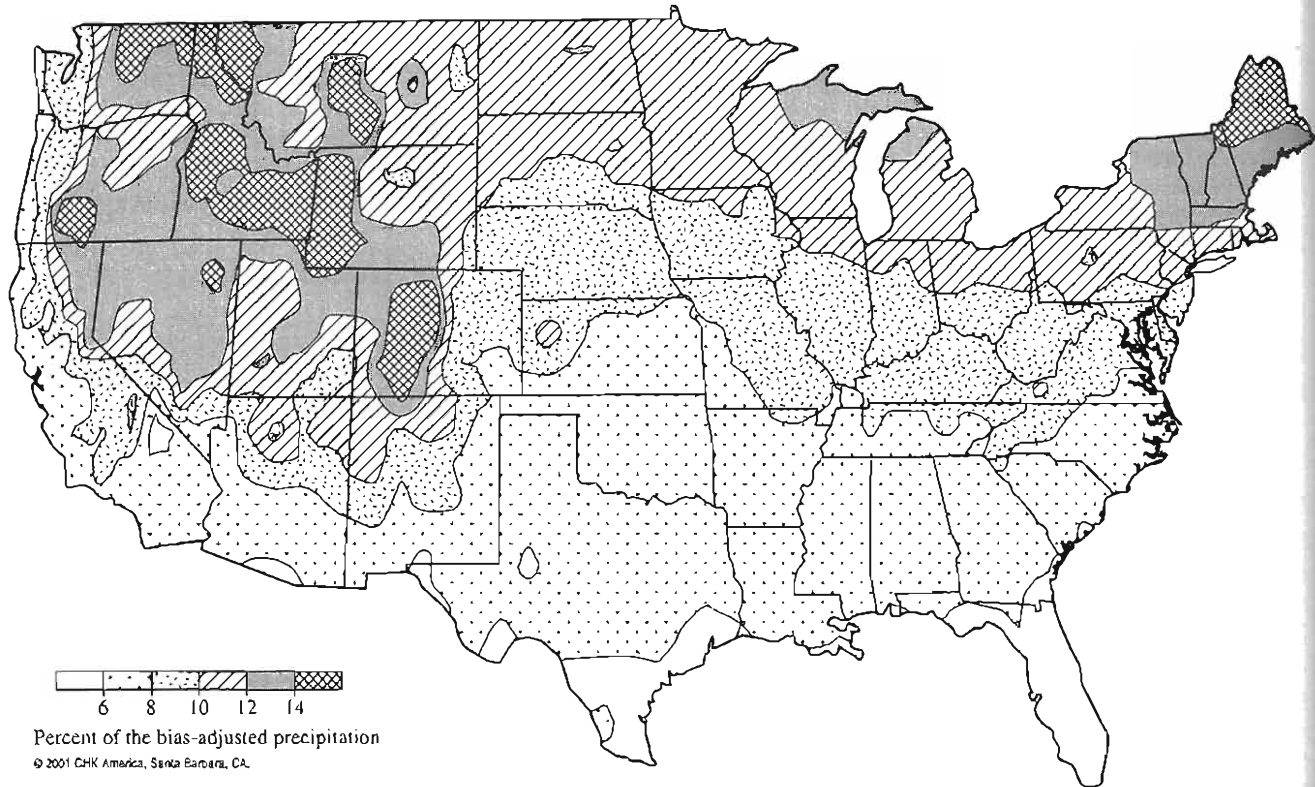 6 8 10 12 14
Percent of the bias-adjusted precipitation
© 2001 CHK America, Santa Barbara, CA.